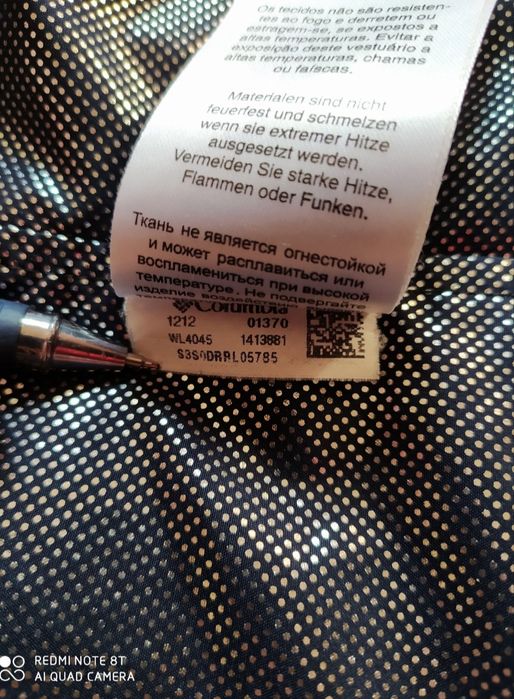 Os tecidos não são resisten-
tes ao fogo e derretem ou
estragem-se, se expostos a
altas temperaturas. Evitar a
exposição deste vestuário a
altas temperaturas, chamas
ou faíscas.
Materialen sind nicht
feuerfest und schmelzen
wenn sie extremer Hitze
ausgesetzt werden.
Vermeiden Sie starke Hitze,
Flammen oder Funken.
Ткань не является огнестойкой
и может расплавиться или
воспламениться при высокой
температуре. Не подвергайте
изделие
Columbia
1212 01370
WL4045 1413881
S3S0DRRL05785
REDMI NOTE 8T
AI QUAD CAMERA